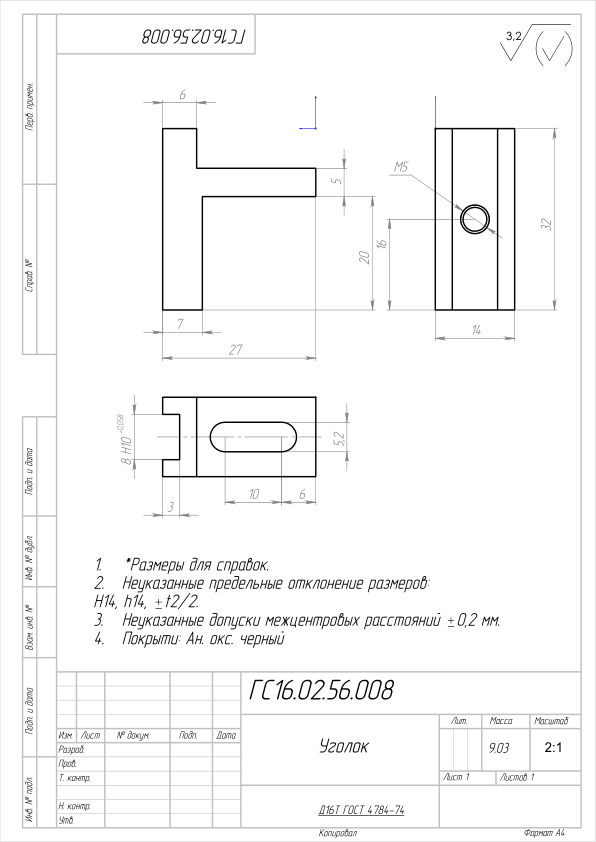 ГС16.02.56.008
3,2
Перв. примен.
Справ. №
Подп. и дата
Инв. № дубл.
Взам. инв. №
Подп. и дата
Инв. № подл.
6
5
20
7
27
М5
16
32
14
8 H10 +0,058
5,2
3
10
6
1. *Размеры для справок.
2. Неуказанные предельные отклонение размеров:
H14, h14, ±t2/2.
3. Неуказанные допуски межцентровых расстояний ±0,2 мм.
4. Покрыти: Ан. окс. черный
ГС16.02.56.008
Изм. Лист № докум. Подп. Дата
Разраб.
Пров.
Т. контр.
Н. контр.
Утв.
Уголок
Лит. Масса Масштаб
9.03 2:1
Лист 1 Листов 1
Д16Т ГОСТ 4784-74
Копировал Формат А4